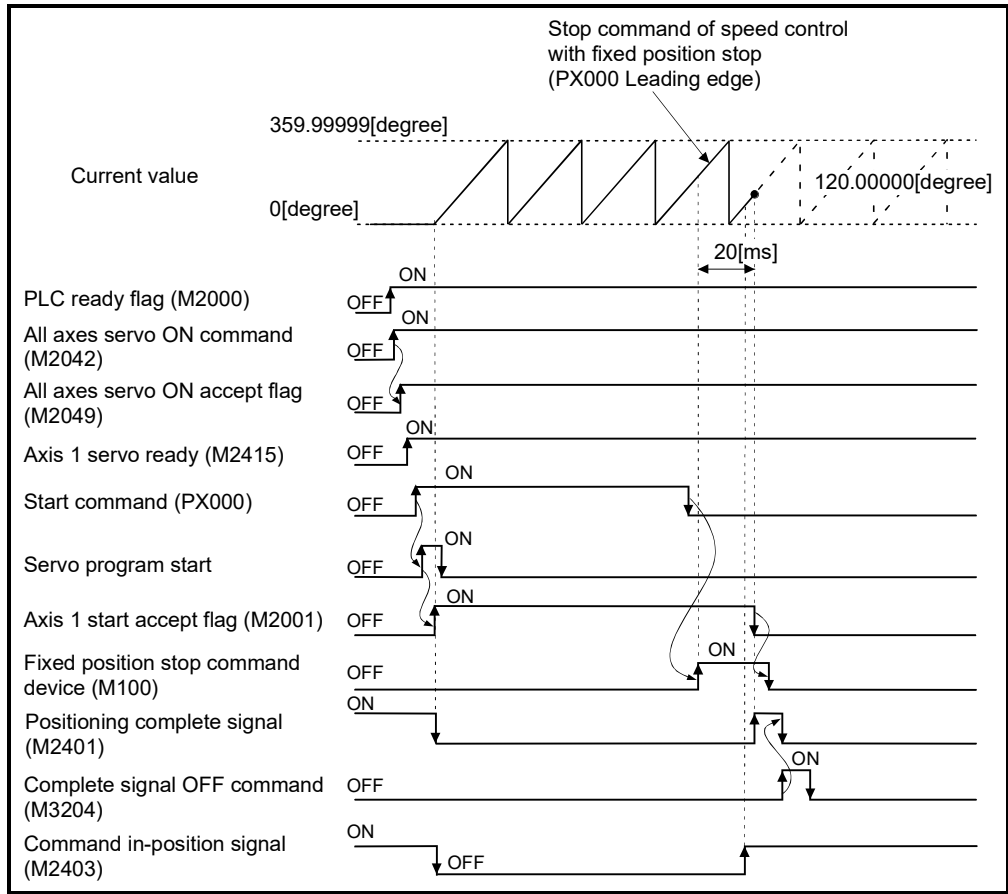 Stop command of speed control
with fixed position stop
(PX000 Leading edge)
359.99999[degree]
Current value
120.00000[degree]
0[degree]
20[ms]
ON
PLC ready flag (M2000)
OFF
ON
All axes servo ON command
(M2042)
OFF
All axes servo ON accept flag
(M2049)
OFF
ON
Axis 1 servo ready (M2415)
OFF
ON
Start command (PX000)
OFF
ON
Servo program start
OFF
ON
Axis 1 start accept flag (M2001)
OFF
ON
Fixed position stop command
device (M100)
OFF
ON
Positioning complete signal
(M2401)
ON
Complete signal OFF command
(M3204)
OFF
ON
Command in-position signal
(M2403)
OFF